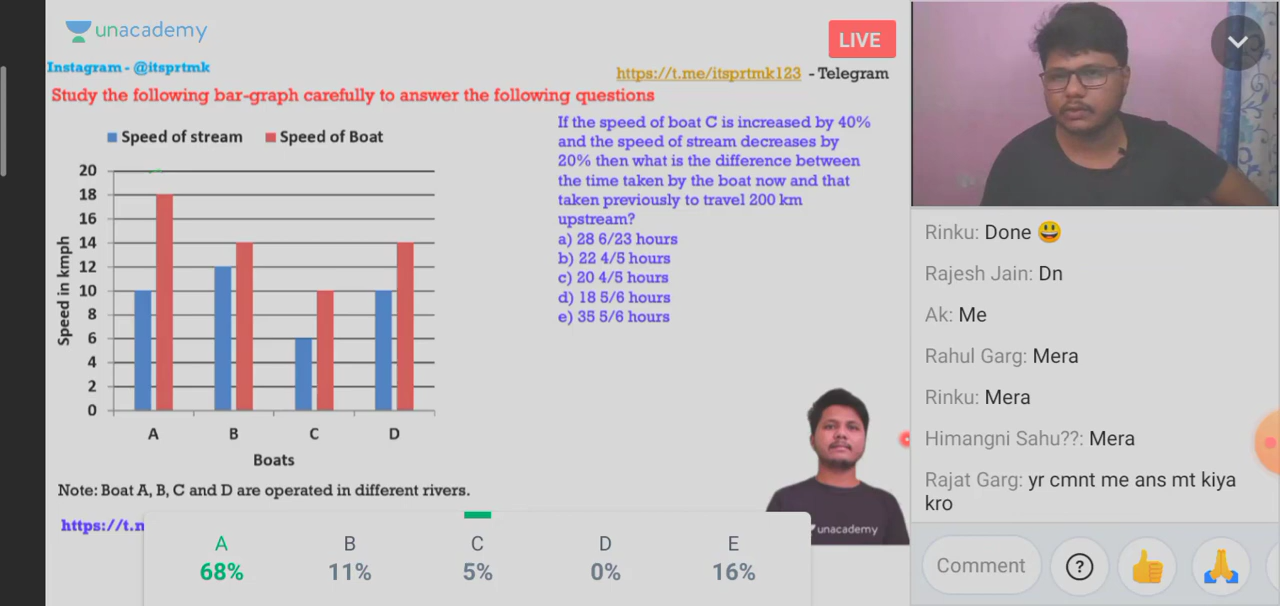 unacademy
LIVE
Instagram - @itsprtmk
https://t.me/itsprtmk123 - Telegram
Study the following bar-graph carefully to answer the following questions
Speed of stream Speed of Boat
20
18
16
14
12
10
8
6
4
2
0
Speed in kmph
A B C D
Boats
If the speed of boat C is increased by 40%
and the speed of stream decreases by
20% then what is the difference between
the time taken by the boat now and that
taken previously to travel 200 km
upstream?
a) 28 6/23 hours
b) 22 4/5 hours
c) 20 4/5 hours
d) 18 5/6 hours
e) 35 5/6 hours
Note: Boat A, B, C and D are operated in different rivers.
https://t.n
unacademy
A B C D E
68% 11% 5% 0% 16%
Rinku: Done 😃
Rajesh Jain: Dn
Ak: Me
Rahul Garg: Mera
Rinku: Mera
Himangni Sahu??: Mera
Rajat Garg: yr cmnt me ans mt kiya
kro
Comment
?